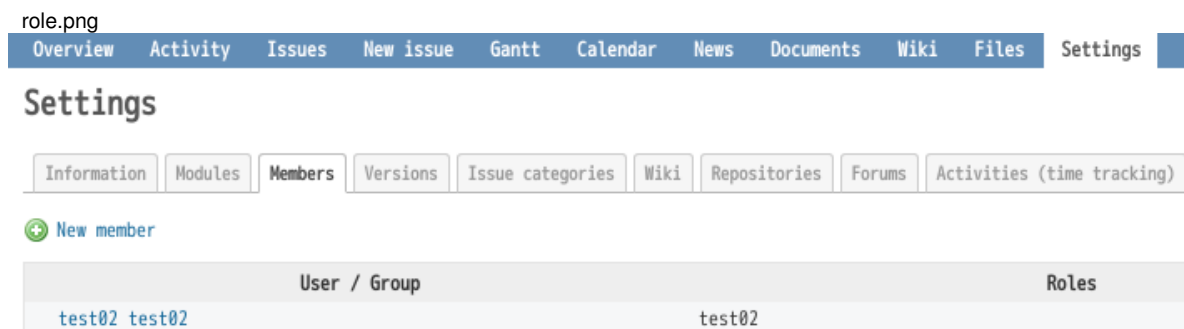 role.png
Overview Activity Issues New issue Gantt Calendar News Documents Wiki Files Settings
Settings
Information Modules Members Versions Issue categories Wiki Repositories Forums Activities (time tracking)
New member
User / Group Roles
test02 test02 test02